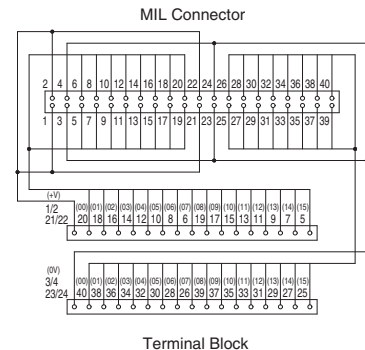 MIL Connector
2 4 6 8 10 12 14 16 18 20 22 24 26 28 30 32 34 36 38 40
1 3 5 7 9 11 13 15 17 19 21 23 25 27 29 31 33 35 37 39
(+V)
1/2 (00) (01) (02) (03) (04) (05) (06) (07) (08) (09) (10) (11) (12) (13) (14) (15)
21/22 20 18 16 14 12 10 8 6 19 17 15 13 11 9 7 5
(0V)
3/4 (00) (01) (02) (03) (04) (05) (06) (07) (08) (09) (10) (11) (12) (13) (14) (15)
23/24 40 38 36 34 32 30 28 26 39 37 35 33 31 29 27 25
Terminal Block